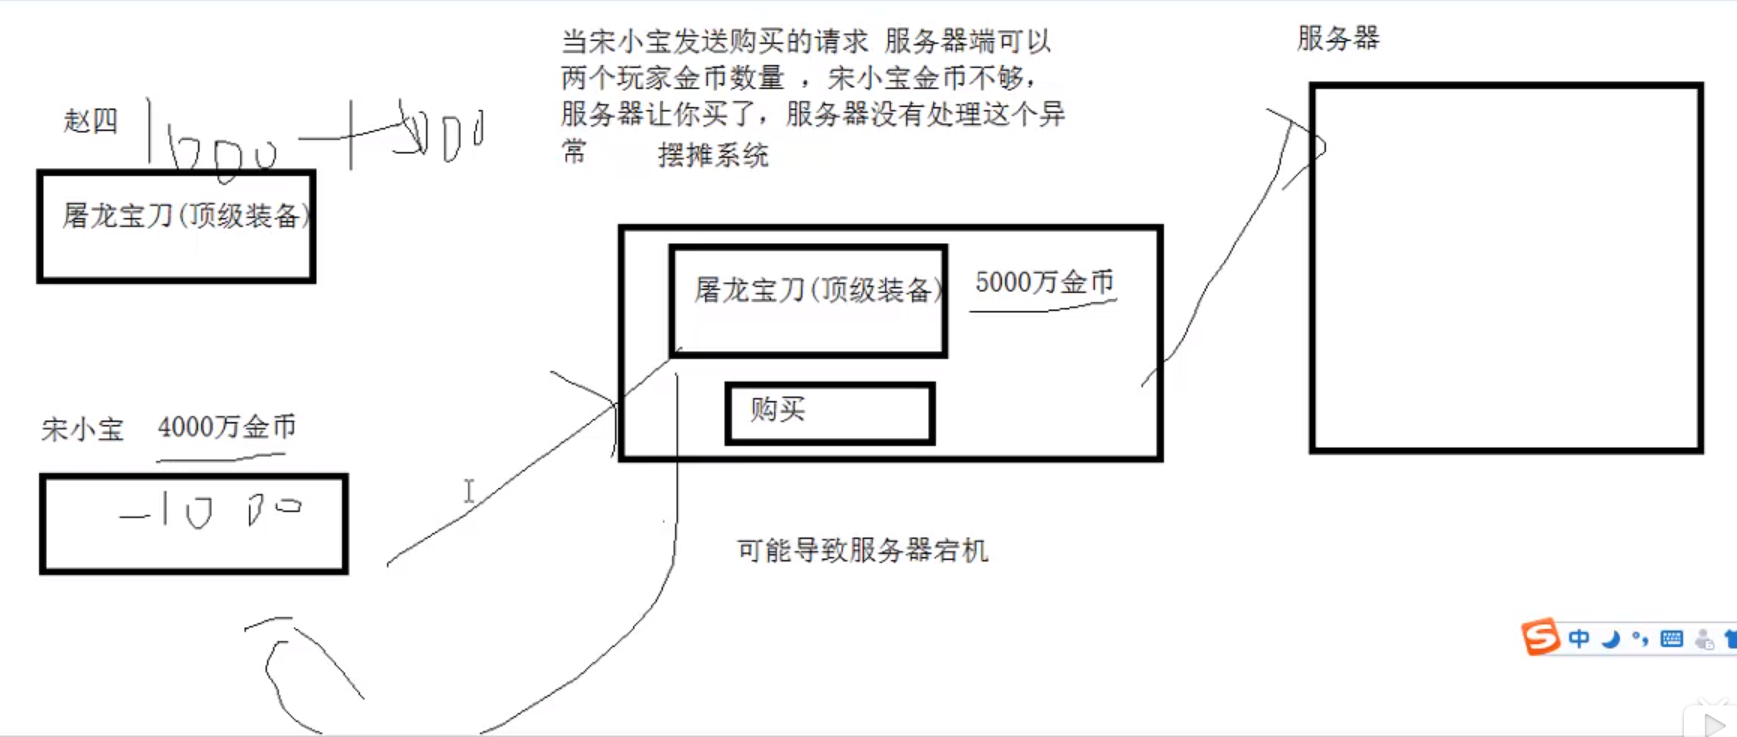 当宋小宝发送购买的请求 服务器端可以
两个玩家金币数量 ，宋小宝金币不够，
服务器让你买了，服务器没有处理这个异
常
摆摊系统
服务器
赵四
屠龙宝刀(顶级装备)
屠龙宝刀(顶级装备)
5000万金币
购买
宋小宝 4000万金币
-1000
可能导致服务器宕机
中